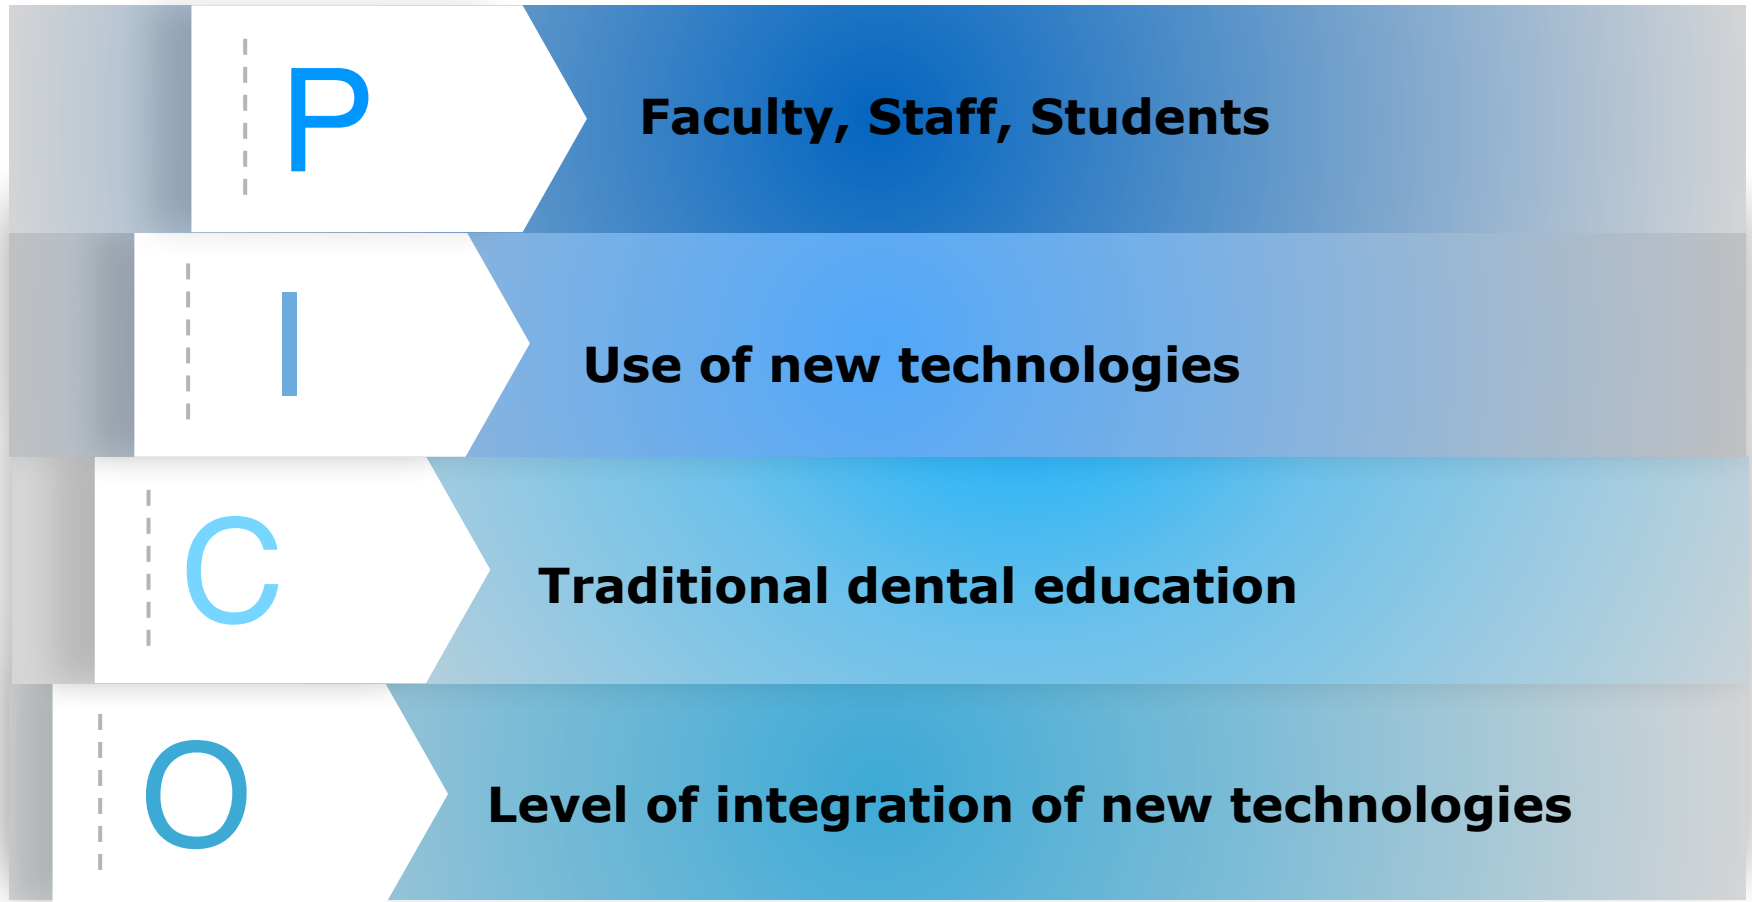 P
Faculty, Staff, Students
I
Use of new technologies
C
Traditional dental education
O
Level of integration of new technologies